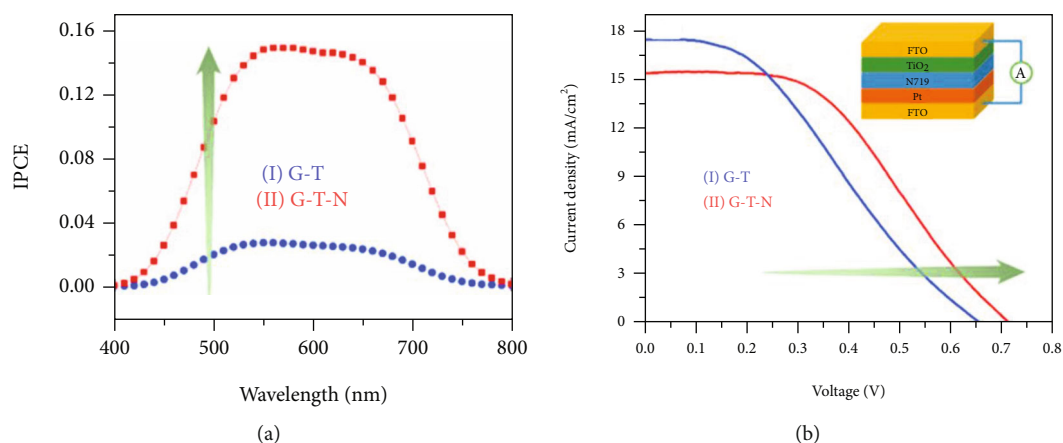 0.16
0.12
0.08
0.04
0.00
IPCE
(I) G-T
(II) G-T-N
400
500
600
700
800
Wavelength (nm)
(a)
18
15
12
9
6
3
0
Current density (mA/cm²)
FTO
TiO₂
N719
Pt
FTO
A
(I) G-T
(II) G-T-N
0.0
0.1
0.2
0.3
0.4
0.5
0.6
0.7
0.8
Voltage (V)
(b)